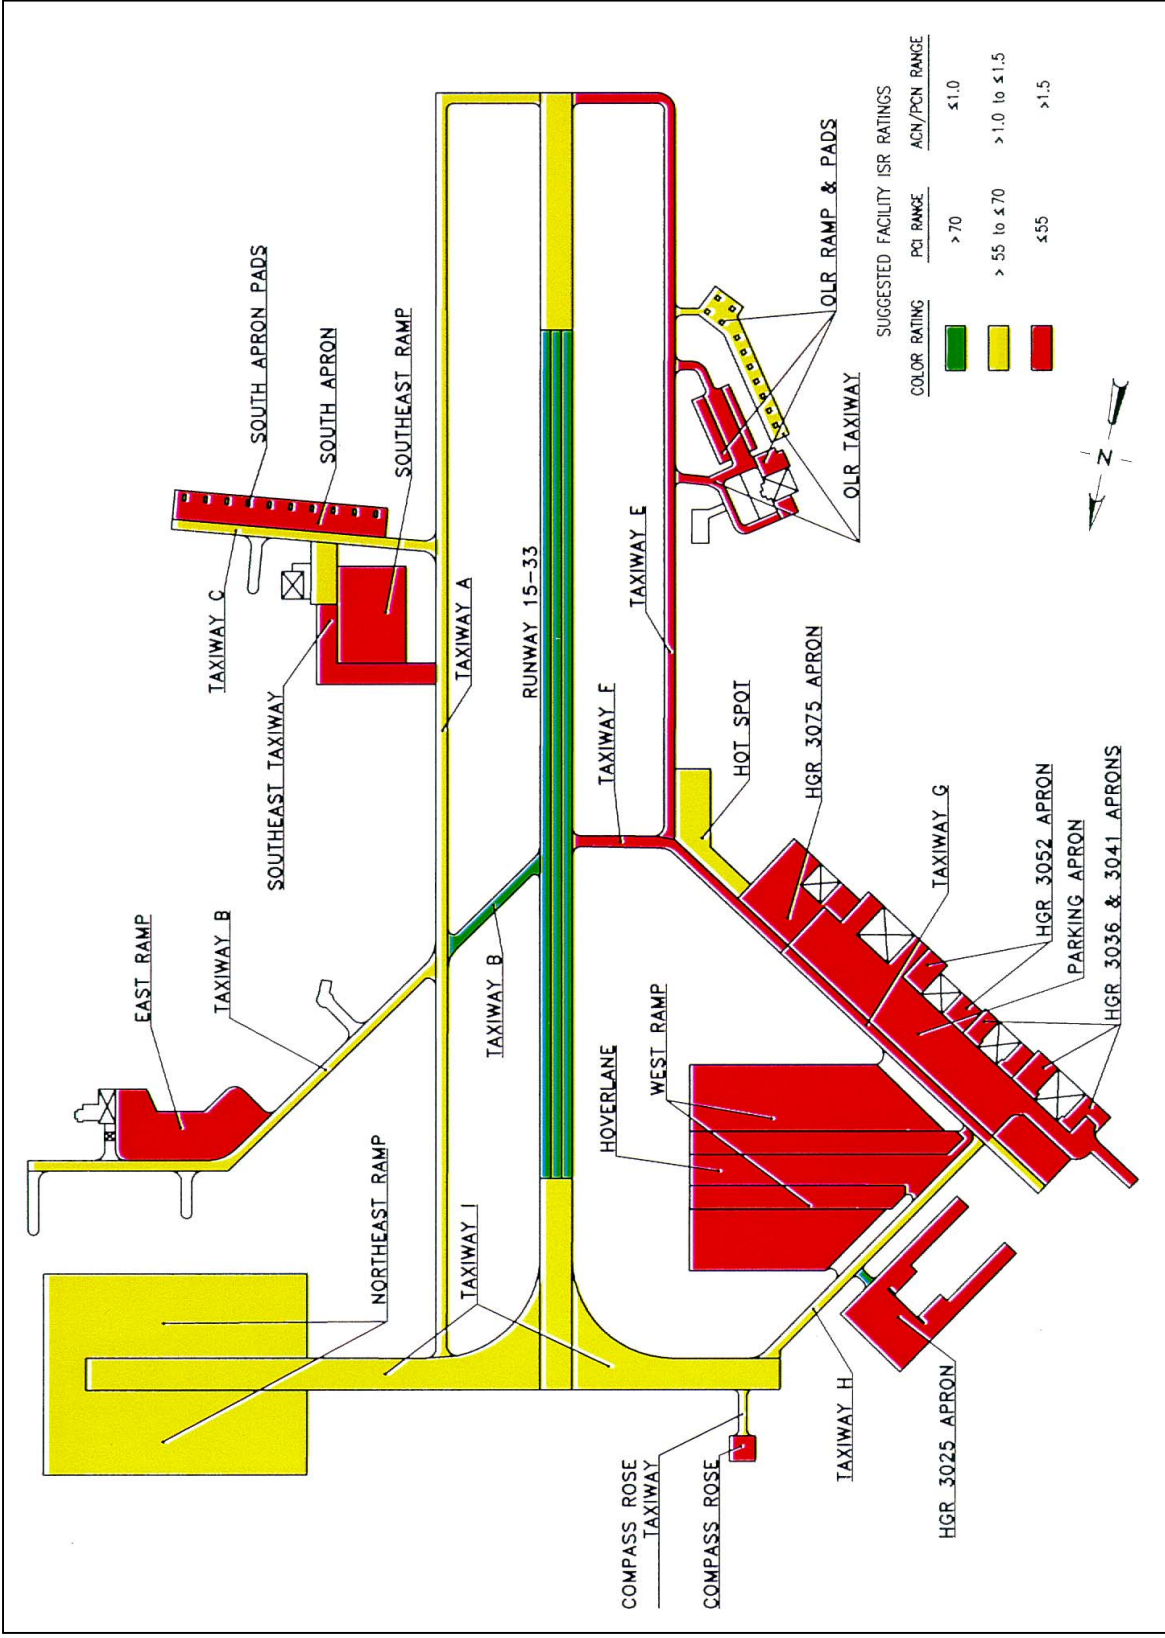 SOUTH APRON PADS
SOUTH APRON
SOUTHEAST RAMP
TAXIWAY C
SOUTHEAST TAXIWAY
TAXIWAY A
RUNWAY 15-33
EAST RAMP
TAXIWAY B
TAXIWAY B
NORTHEAST RAMP
TAXIWAY I
TAXIWAY E
TAXIWAY F
HOT SPOT
HGR 3075 APRON
TAXIWAY G
HGR 3052 APRON
PARKING APRON
HGR 3036 & 3041 APRONS
HOVERLANE
WEST RAMP
OLR RAMP & PADS
OLR TAXIWAY
COMPASS ROSE
TAXIWAY
COMPASS ROSE
TAXIWAY H
HGR 3025 APRON
SUGGESTED FACILITY ISR RATINGS
COLOR RATING PCI RANGE ACN/PCN RANGE
>70 ≤1.0
> 55 to ≤70 >1.0 to ≤1.5
≤55 >1.5
N